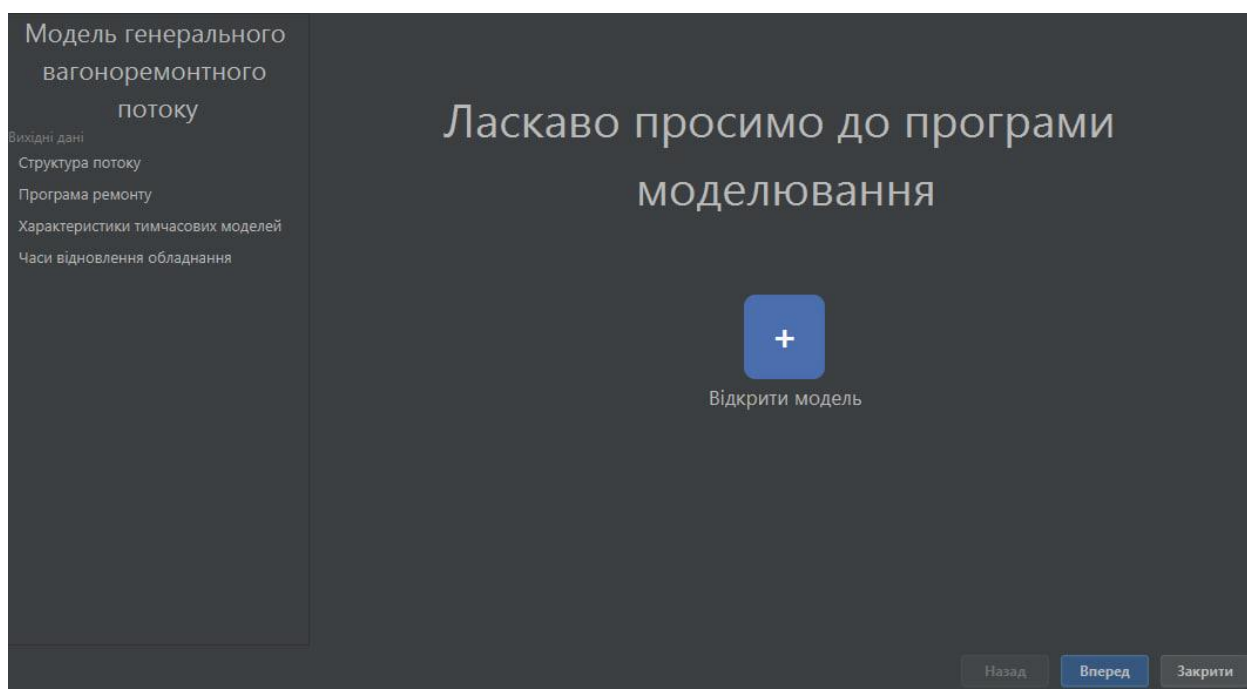 Модель генерального
вагоноремонтного
потоку
Вихідні дані
Структура потоку
Програма ремонту
Характеристики тимчасових моделей
Часи відновлення обладнання
Ласкаво просимо до програми
моделювання
+
Відкрити модель
Назад
Вперед
Закрити